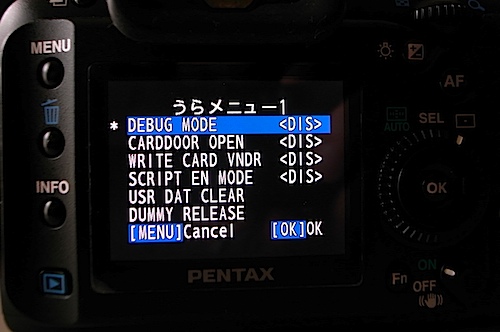 MENU
うらメニュー1
* DEBUG MODE <DIS>
CARDDOOR OPEN <DIS>
WRITE CARD VNDR <DIS>
SCRIPT EN MODE <DIS>
USR DAT CLEAR
DUMMY RELEASE
[MENU]Cancel [OK]OK
INFO
PENTAX
AF
AUTO SEL
OK
Fn ON
OFF